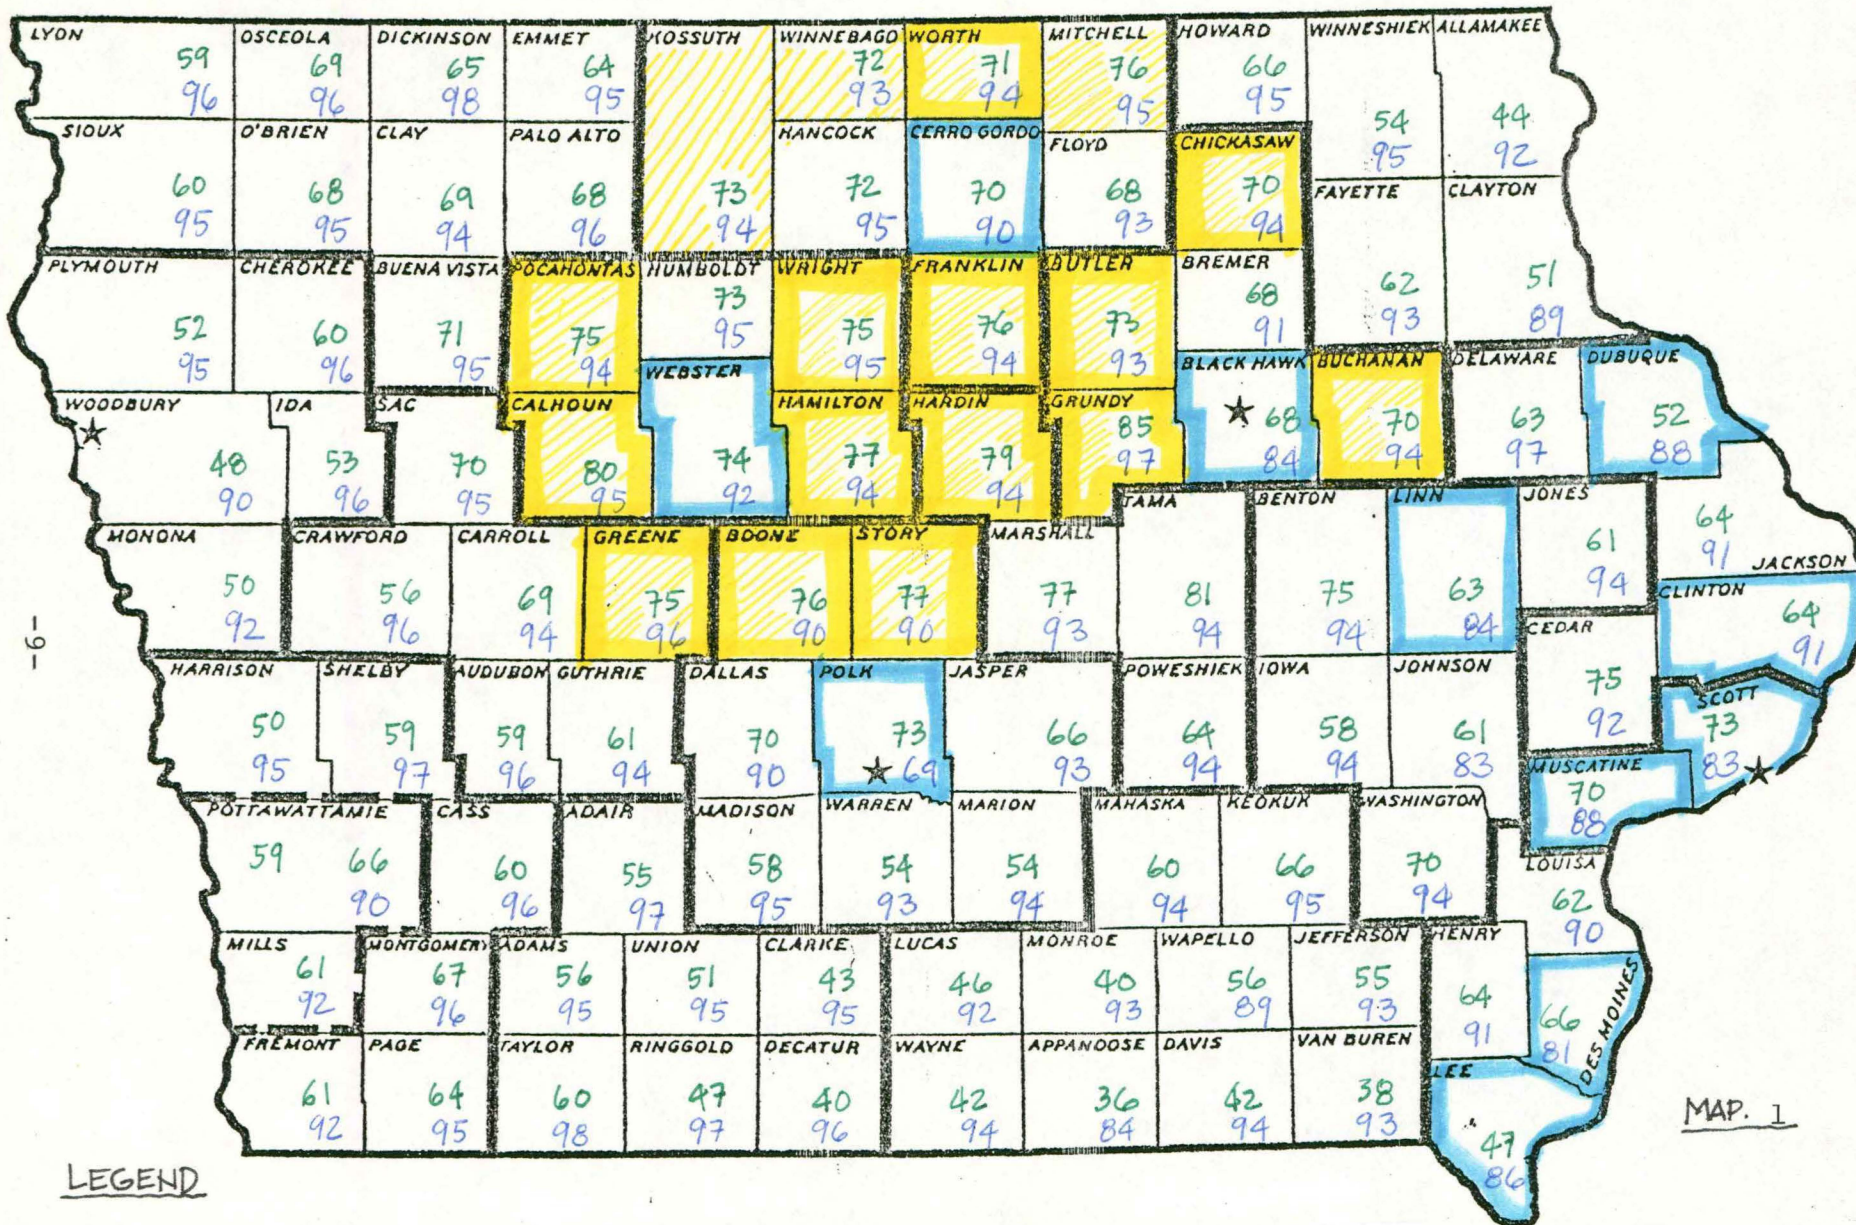 LYON
59
96
OSCEOLA
69
96
DICKINSON
65
98
EMMET
64
95
KOSSUTH
73
94
WINNEBAGO
72
93
WORTH
71
94
MITCHELL
76
95
HOWARD
66
95
WINNESHIEK
54
95
ALLAMAKEE
44
92
SIOUX
60
95
O'BRIEN
68
95
CLAY
69
94
PALO ALTO
68
96
HANCOCK
72
95
CERRO GORDO
70
90
FLOYD
68
93
CHICKASAW
70
94
FAYETTE
62
93
CLAYTON
51
89
PLYMOUTH
52
95
CHEROKEE
60
96
BUENA VISTA
71
95
POCAHONTAS
75
94
HUMBOLDT
73
95
WRIGHT
75
95
FRANKLIN
76
94
BUTLER
73
93
BREMER
68
91
WOODBURY
48
90
IDA
53
96
SAC
70
95
CALHOUN
80
95
WEBSTER
74
92
HAMILTON
77
94
HARDIN
79
94
GRUNDY
85
97
BLACK HAWK
68
84
BUCHANAN
70
94
DELAWARE
63
97
DUBUQUE
52
88
MONONA
50
92
CRAWFORD
56
96
CARROLL
69
94
GREENE
75
96
BOONE
76
90
STORY
77
90
MARSHALL
77
93
TAMA
81
94
BENTON
75
94
LINN
63
84
JONES
61
94
64
91
JACKSON
CLINTON
64
91
CEDAR
75
92
-9-
HARRISON
50
95
SHELBY
59
97
AUDUBON
59
96
GUTHRIE
61
94
DALLAS
70
90
POLK
73
69
JASPER
66
93
POWESHIEK
64
94
IOWA
58
94
JOHNSON
61
83
SCOTT
73
83
MUSCATINE
70
88
POTTAWATTAMIE
59 66
90
CASS
60
96
ADAIR
55
97
MADISON
58
95
WARREN
54
93
MARION
54
94
MAHASKA
60
94
KEOKUK
66
95
WASHINGTON
70
94
LOUISA
62
90
MILLS
61
92
MONTGOMERY
67
96
ADAMS
56
95
UNION
51
95
CLARKE
43
95
LUCAS
46
92
MONROE
40
93
WAPELLO
56
89
JEFFERSON
55
93
HENRY
64
91
DES MOINES
66
81
FREMONT
61
92
PAGE
64
95
TAYLOR
60
98
RINGGOLD
47
97
DECATUR
40
96
WAYNE
42
94
APPANOOSE
36
84
DAVIS
42
94
VAN BUREN
38
93
LEE
47
86
MAP. 1
LEGEND